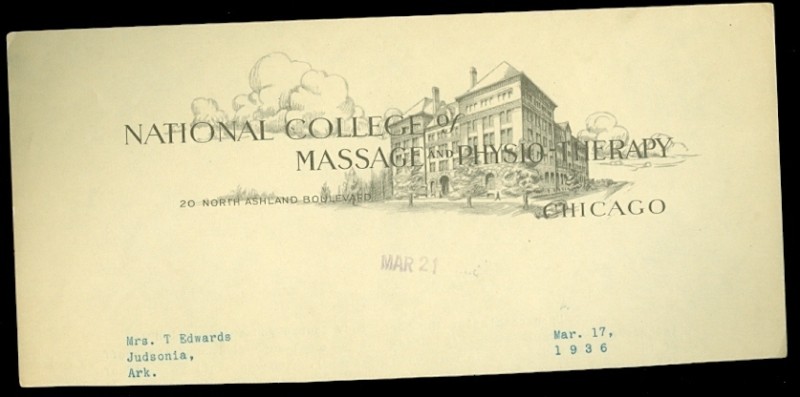 NATIONAL COLLEGE of
MASSAGE AND PHYSIO-THERAPY
20 NORTH ASHLAND BOULEVARD
CHICAGO
MAR 21
Mrs. T Edwards
Judsonia,
Ark.
Mar. 17,
1 9 3 6